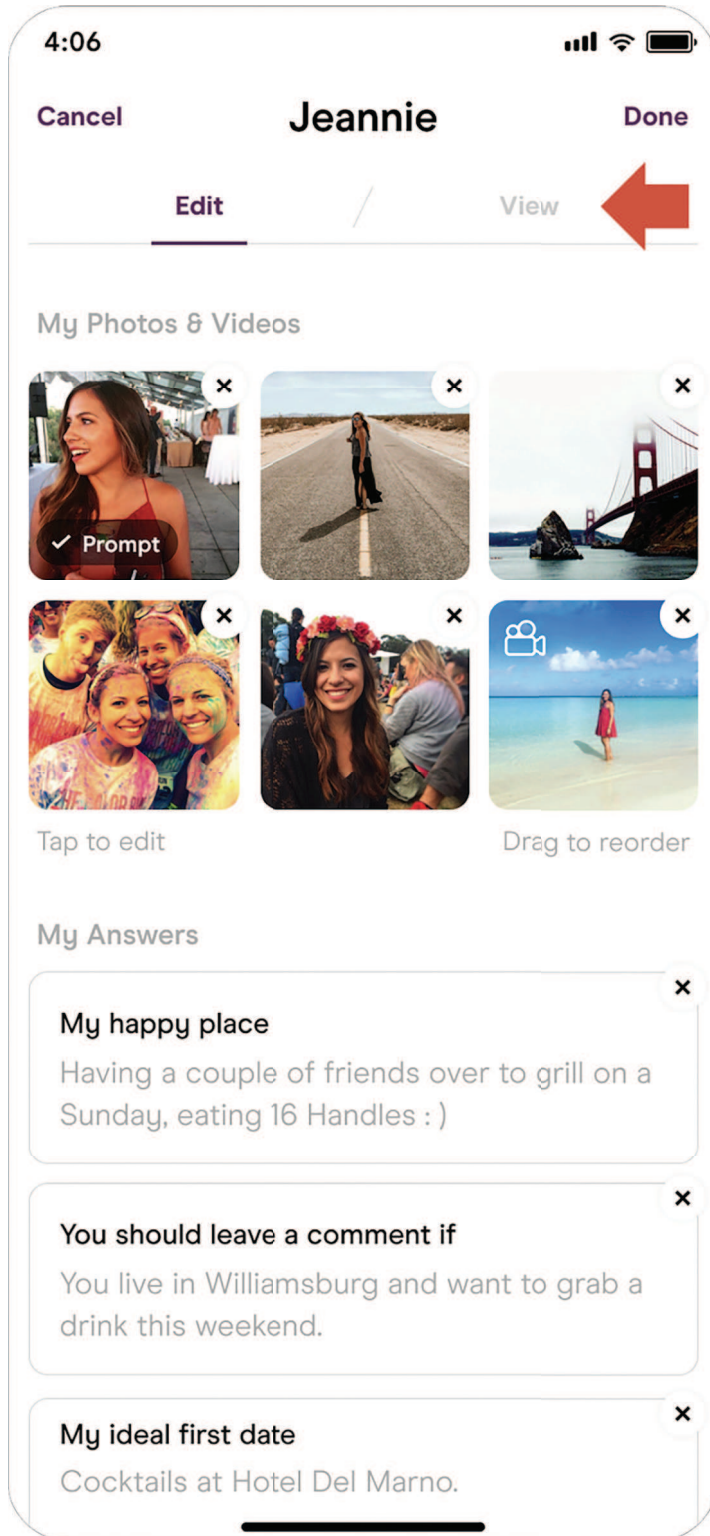 4:06
Cancel Jeannie Done
Edit / View
My Photos & Videos
Prompt
Tap to edit Drag to reorder
My Answers
My happy place
Having a couple of friends over to grill on a
Sunday, eating 16 Handles : )
You should leave a comment if
You live in Williamsburg and want to grab a
drink this weekend.
My ideal first date
Cocktails at Hotel Del Marno.